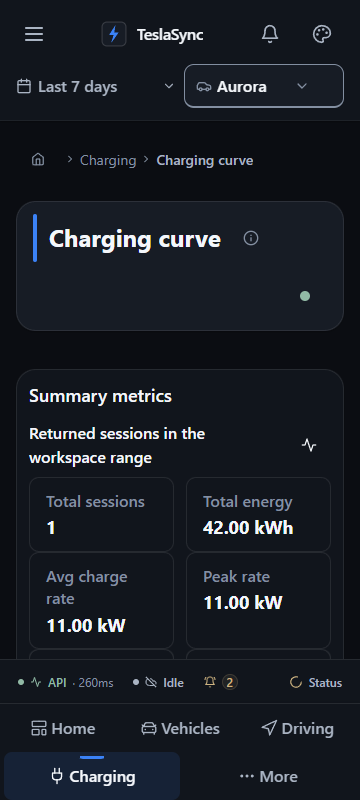 TeslaSync
Last 7 days
Aurora
Charging
Charging curve
Charging curve
Summary metrics
Returned sessions in the
workspace range
Total sessions
1
Total energy
42.00 kWh
Avg charge
rate
11.00 kW
Peak rate
11.00 kW
API · 260ms
Idle
2
Status
Home
Vehicles
Driving
Charging
More